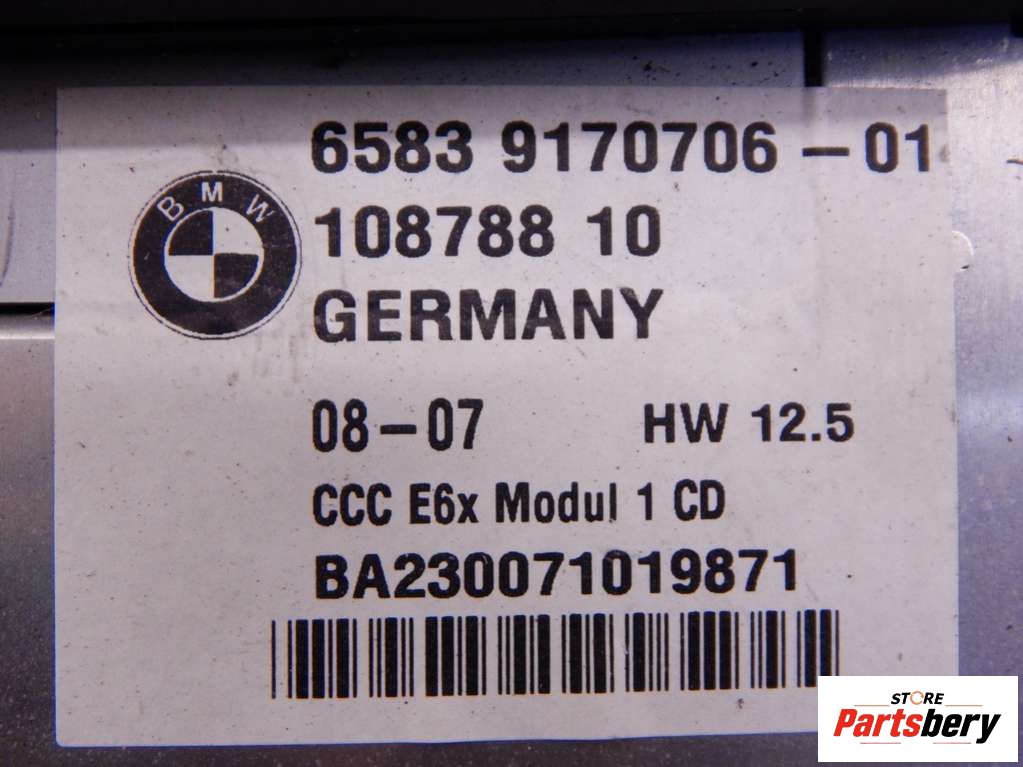 6583 9170706 – 01
BMW
108788 10
GERMANY
08 – 07 HW 12.5
CCC E6x Modul 1 CD
BA230071019871
STORE
Partsbery